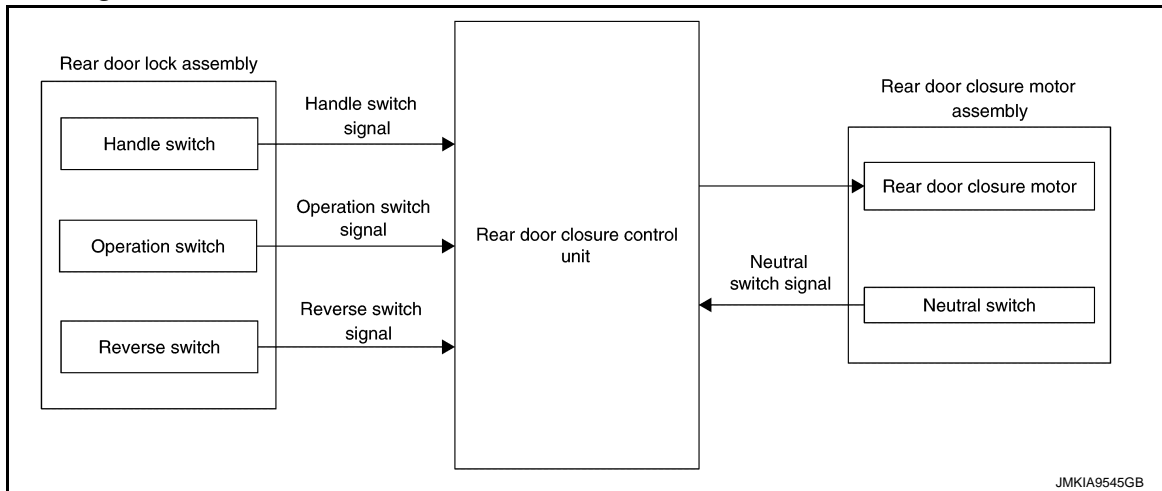 Rear door lock assembly
Handle switch
Operation switch
Reverse switch
Handle switch
signal
Operation switch
signal
Reverse switch
signal
Rear door closure control
unit
Neutral
switch signal
Rear door closure motor
assembly
Rear door closure motor
Neutral switch
JMKIA9545GB